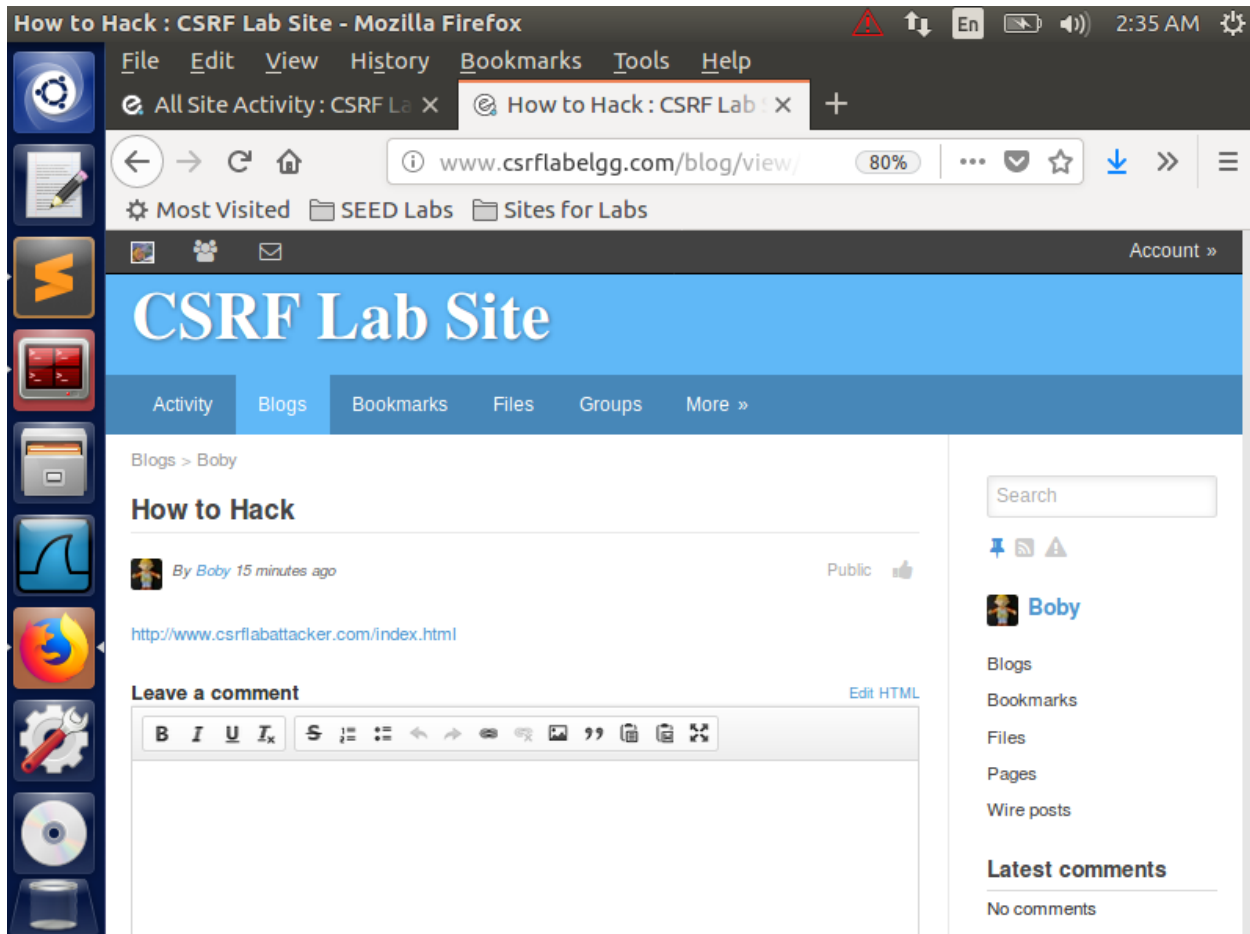 How to Hack : CSRF Lab Site - Mozilla Firefox
En
2:35 AM
File Edit View History Bookmarks Tools Help
All Site Activity : CSRF La
How to Hack : CSRF Lab S
www.csrflabelgg.com/blog/view/
80%
Most Visited SEED Labs Sites for Labs
Account »
CSRF Lab Site
Activity Blogs Bookmarks Files Groups More »
Blogs > Boby
Search
How to Hack
By Boby 15 minutes ago
Public
Boby
http://www.csrflabattacker.com/index.html
Blogs
Leave a comment
Edit HTML
Bookmarks
B I U Tx S
Files
Pages
Wire posts
Latest comments
No comments